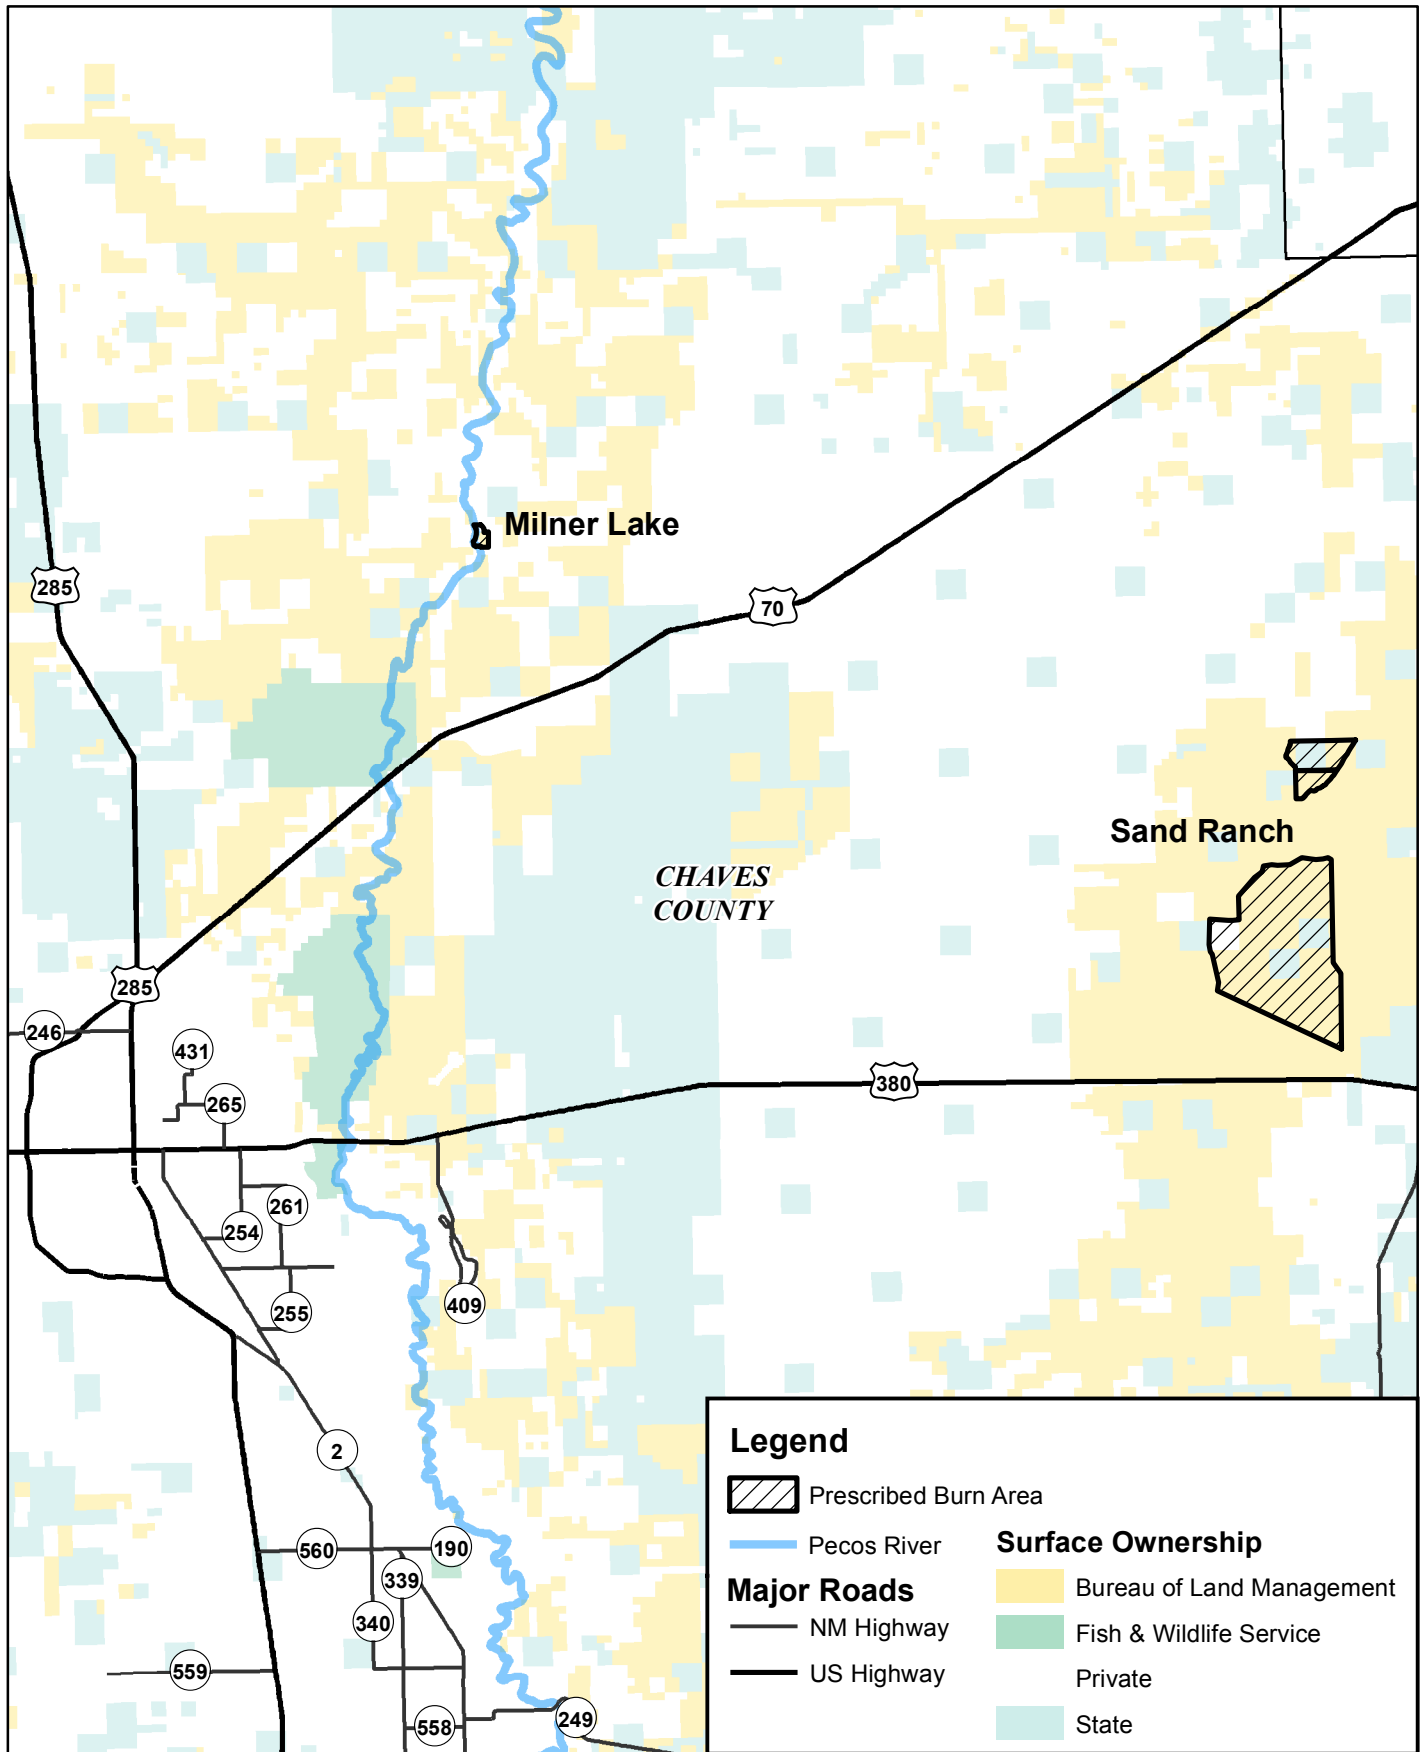 Milner Lake
285
70
Sand Ranch
CHAVES
COUNTY
285
246
431
265
380
261
254
255
409
2
560
190
339
340
559
558
249
Legend
Prescribed Burn Area
Pecos River
Major Roads
NM Highway
US Highway
Surface Ownership
Bureau of Land Management
Fish & Wildlife Service
Private
State